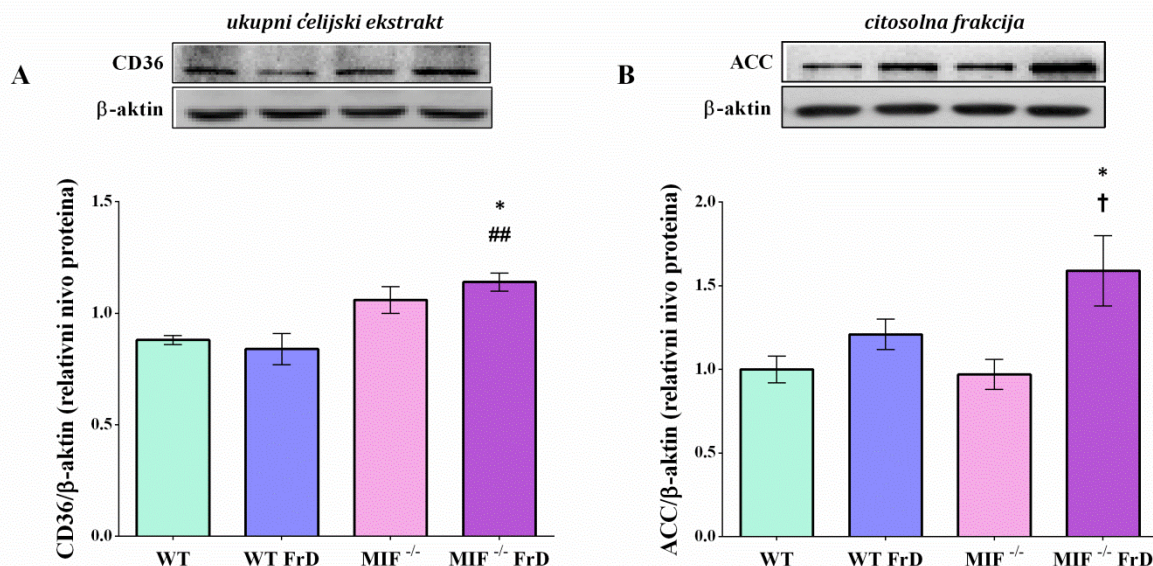 ukupni ćelijski ekstrakt
A
CD36
β-aktin
CD36/β-aktin (relativni nivo proteina)
1.5
1.0
0.5
0.0
*
##
WT
WT FrD
MIF -/-
MIF -/- FrD
citosolna frakcija
B
ACC
β-aktin
ACC/β-aktin (relativni nivo proteina)
2.0
1.5
1.0
0.5
0.0
*
†
WT
WT FrD
MIF -/-
MIF -/- FrD